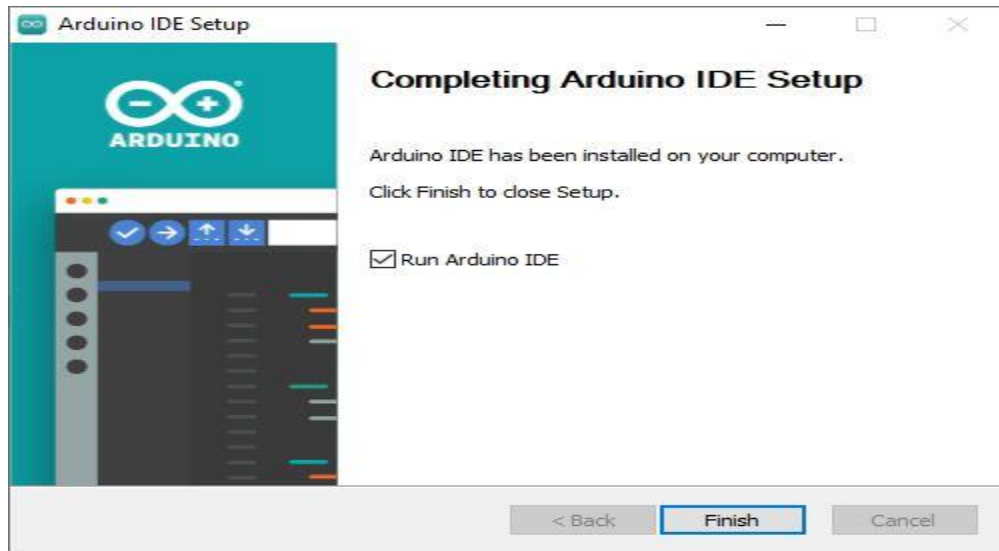 Arduino IDE Setup
ARDUINO
Completing Arduino IDE Setup
Arduino IDE has been installed on your computer.
Click Finish to close Setup.
Run Arduino IDE
< Back
Finish
Cancel